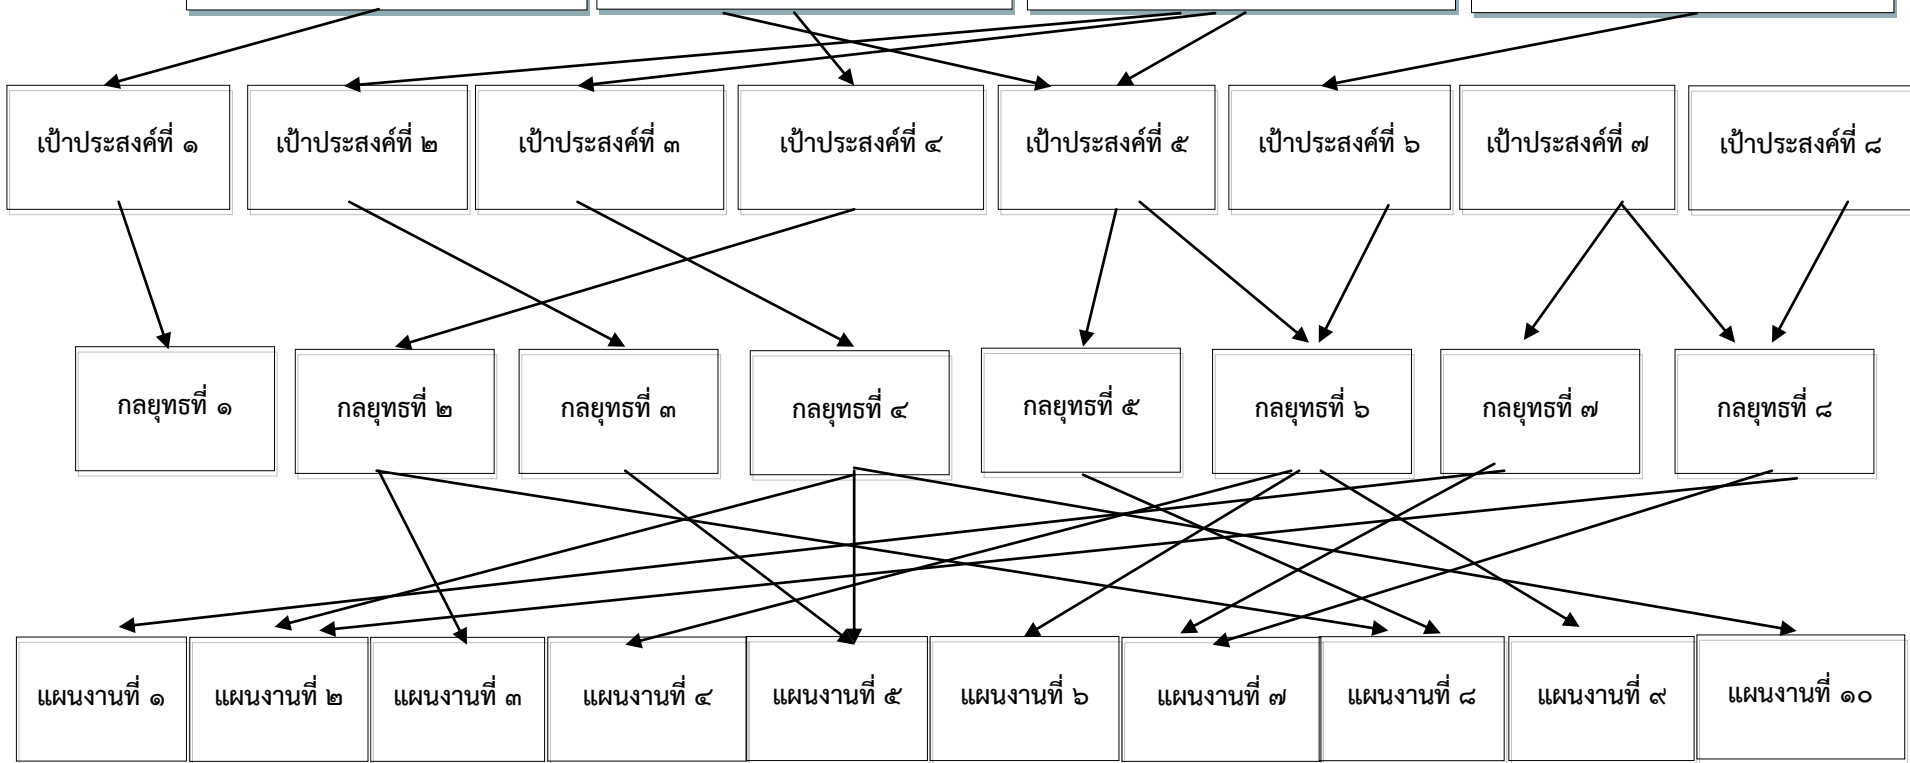 เป้าประสงค์ที่ ๑
เป้าประสงค์ที่ ๒
เป้าประสงค์ที่ ๓
เป้าประสงค์ที่ ๔
เป้าประสงค์ที่ ๕
เป้าประสงค์ที่ ๖
เป้าประสงค์ที่ ๗
เป้าประสงค์ที่ ๘
กลยุทธที่ ๑
กลยุทธที่ ๒
กลยุทธที่ ๓
กลยุทธที่ ๔
กลยุทธที่ ๕
กลยุทธที่ ๖
กลยุทธที่ ๗
กลยุทธที่ ๘
แผนงานที่ ๑
แผนงานที่ ๒
แผนงานที่ ๓
แผนงานที่ ๔
แผนงานที่ ๕
แผนงานที่ ๖
แผนงานที่ ๗
แผนงานที่ ๘
แผนงานที่ ๙
แผนงานที่ ๑๐